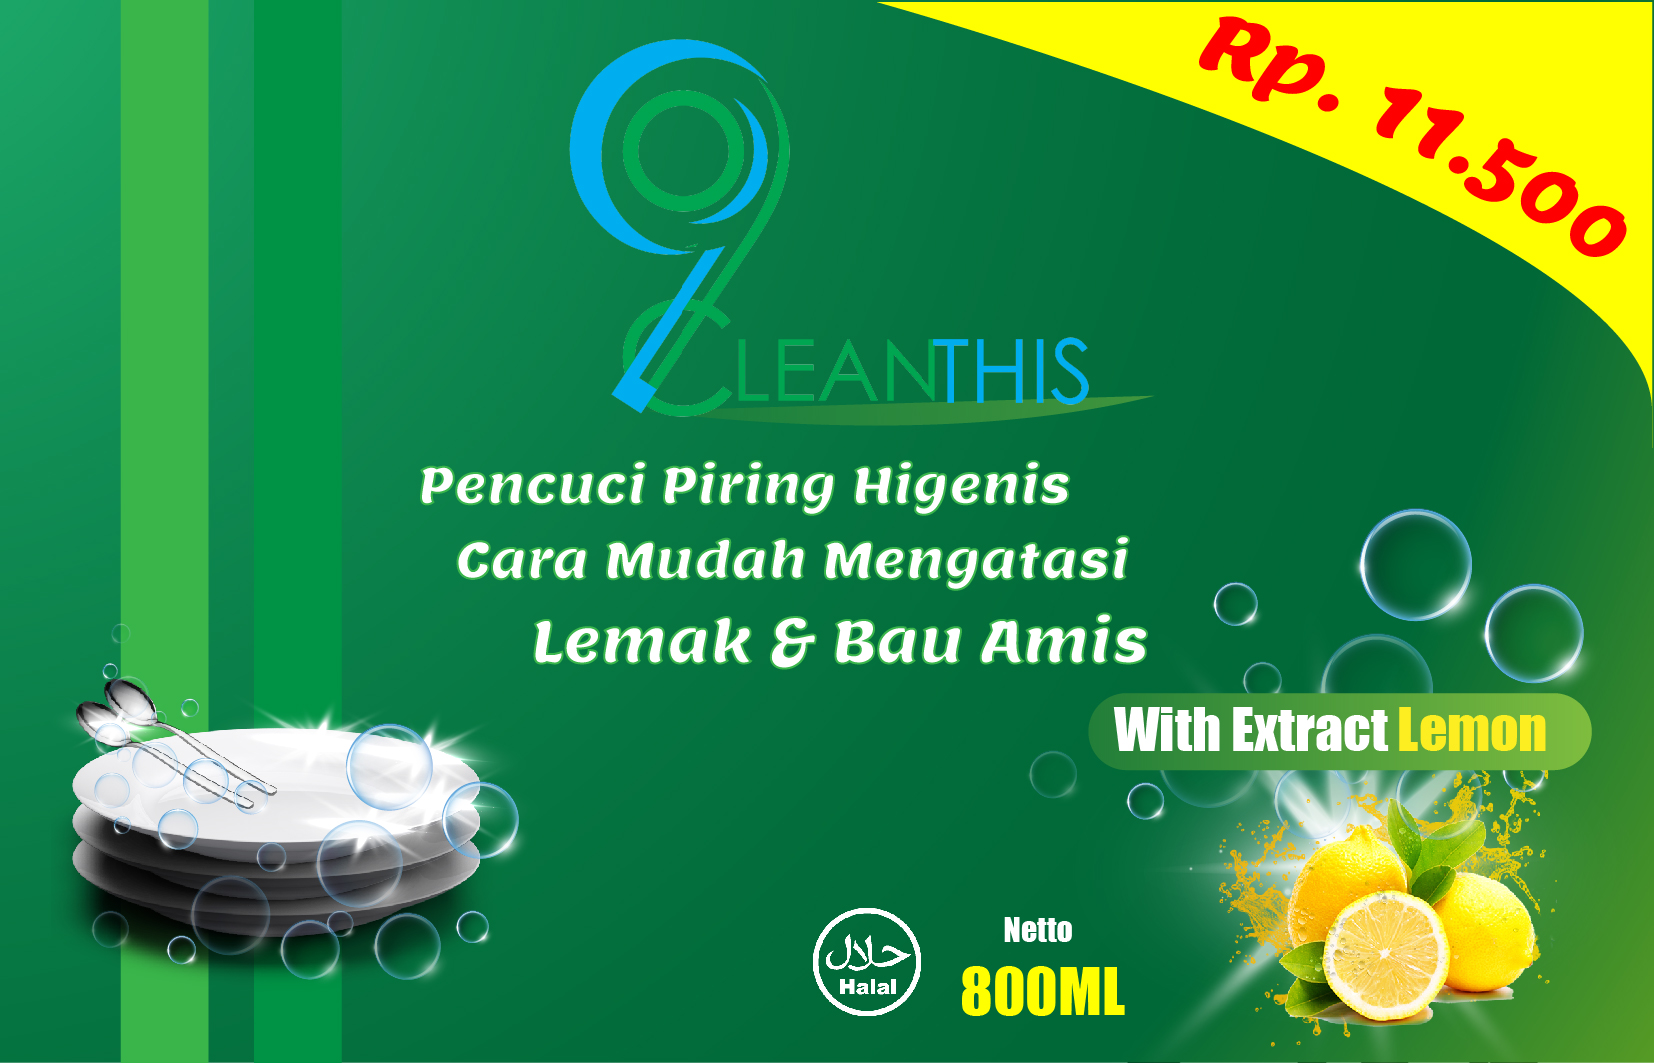 Rp. 11.500
9
CLEANTHIS
Pencuci Piring Higenis
Cara Mudah Mengatasi
Lemak & Bau Amis
With Extract Lemon
Netto
800ML
حلال
Halal